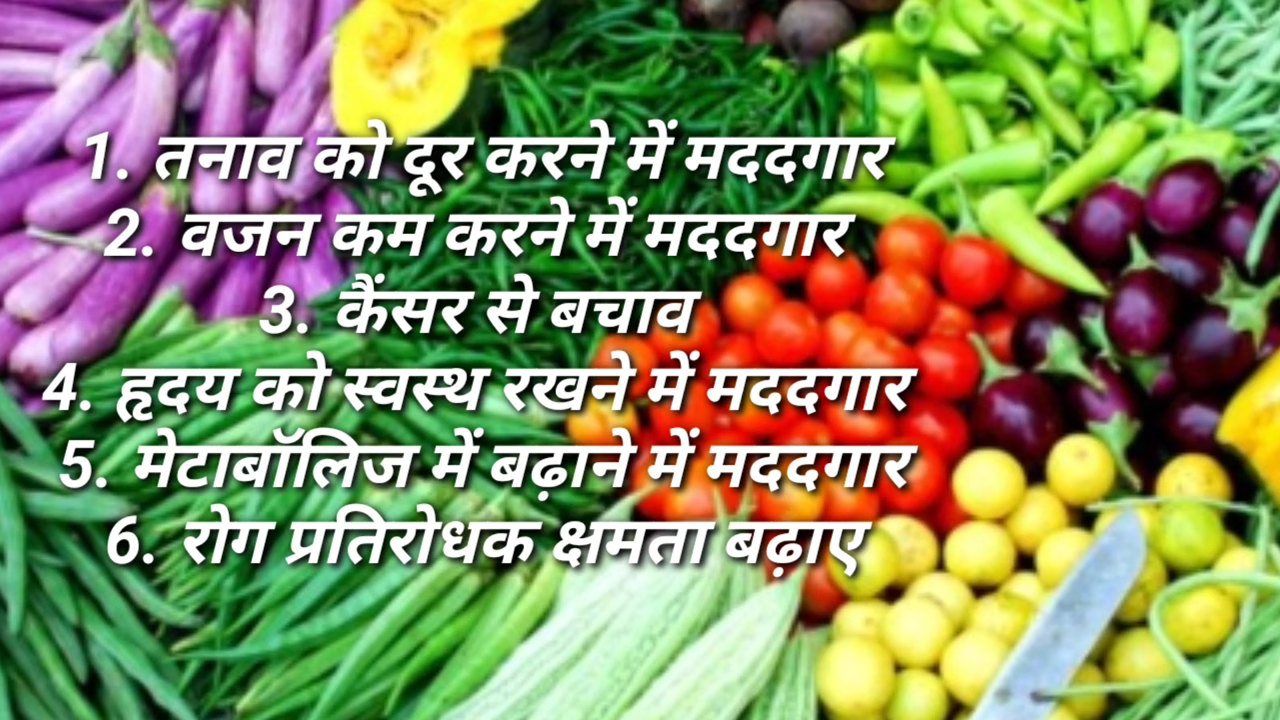 1. तनाव को दूर करने में मददगार
2. वजन कम करने में मददगार
3. कैंसर से बचाव
4. हृदय को स्वस्थ रखने में मददगार
5. मेटाबॉलिज में बढ़ाने में मददगार
6. रोग प्रतिरोधक क्षमता बढ़ाए